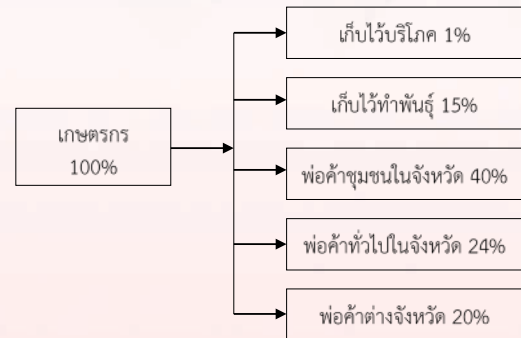 เกษตรกร
100%
เก็บไว้บริโภค 1%
เก็บไว้ทำพันธุ์ 15%
พ่อค้าชุมชนในจังหวัด 40%
พ่อค้าทั่วไปในจังหวัด 24%
พ่อค้าต่างจังหวัด 20%